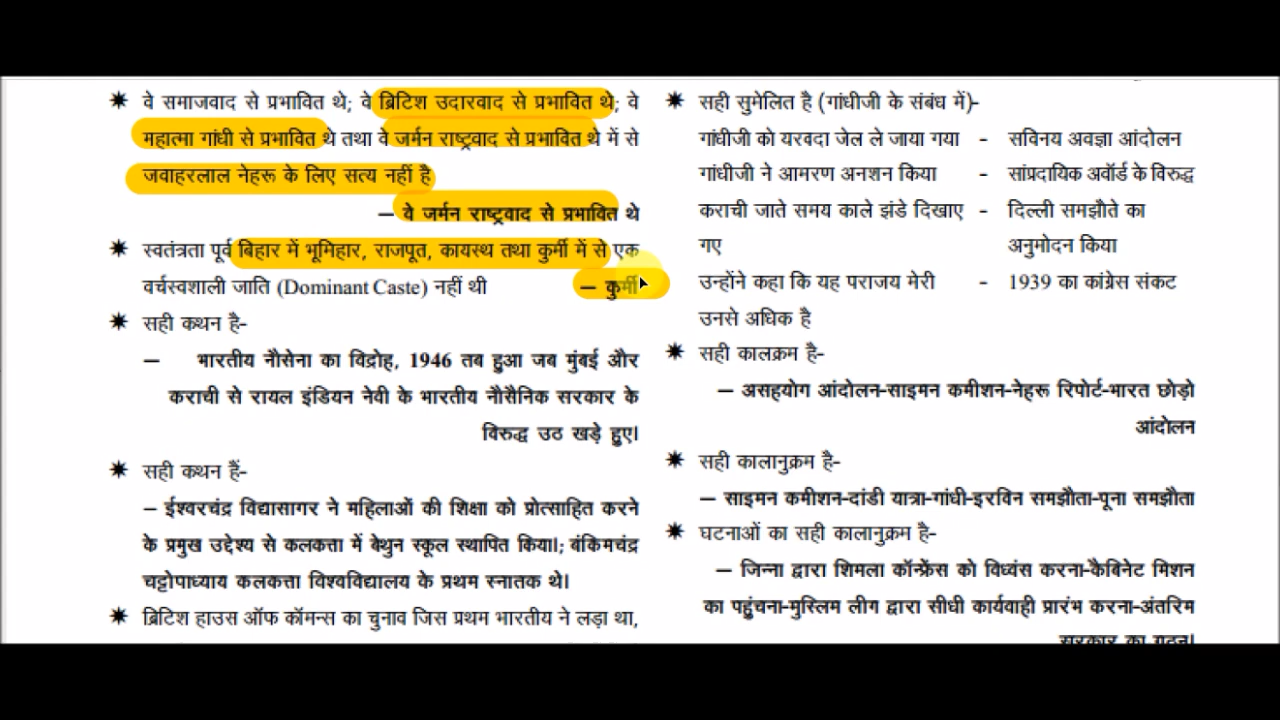 ✷ वे समाजवाद से प्रभावित थे; वे ब्रिटिश उदारवाद से प्रभावित थे; वे
महात्मा गांधी से प्रभावित थे तथा वे जर्मन राष्ट्रवाद से प्रभावित थे में से
जवाहरलाल नेहरू के लिए सत्य नहीं है
– वे जर्मन राष्ट्रवाद से प्रभावित थे
✷ स्वतंत्रता पूर्व बिहार में भूमिहार, राजपूत, कायस्थ तथा कुर्मी में से एक
वर्चस्वशाली जाति (Dominant Caste) नहीं थी – कुर्मी
✷ सही कथन है-
– भारतीय नौसेना का विद्रोह, 1946 तब हुआ जब मुंबई और
कराची से रायल इंडियन नेवी के भारतीय नौसैनिक सरकार के
विरुद्ध उठ खड़े हुए।
✷ सही कथन हैं-
– ईश्वरचंद्र विद्यासागर ने महिलाओं की शिक्षा को प्रोत्साहित करने
के प्रमुख उद्देश्य से कलकत्ता में बेथुन स्कूल स्थापित किया।; बंकिमचंद्र
चट्टोपाध्याय कलकत्ता विश्वविद्यालय के प्रथम स्नातक थे।
✷ ब्रिटिश हाउस ऑफ कॉमन्स का चुनाव जिस प्रथम भारतीय ने लड़ा था,
✷ सही सुमेलित है (गांधीजी के संबंध में)-
गांधीजी को यरवदा जेल ले जाया गया - सविनय अवज्ञा आंदोलन
गांधीजी ने आमरण अनशन किया - सांप्रदायिक अवॉर्ड के विरुद्ध
कराची जाते समय काले झंडे दिखाए - दिल्ली समझौते का
गए अनुमोदन किया
उन्होंने कहा कि यह पराजय मेरी - 1939 का कांग्रेस संकट
उनसे अधिक है
✷ सही कालक्रम है-
– असहयोग आंदोलन-साइमन कमीशन-नेहरू रिपोर्ट-भारत छोड़ो
आंदोलन
✷ सही कालानुक्रम है-
– साइमन कमीशन-दांडी यात्रा-गांधी-इरविन समझौता-पूना समझौता
✷ घटनाओं का सही कालानुक्रम है-
– जिन्ना द्वारा शिमला कॉन्फ्रेंस को विध्वंस करना-कैबिनेट मिशन
का पहुंचना-मुस्लिम लीग द्वारा सीधी कार्यवाही प्रारंभ करना-अंतरिम
सरकार का गठन।